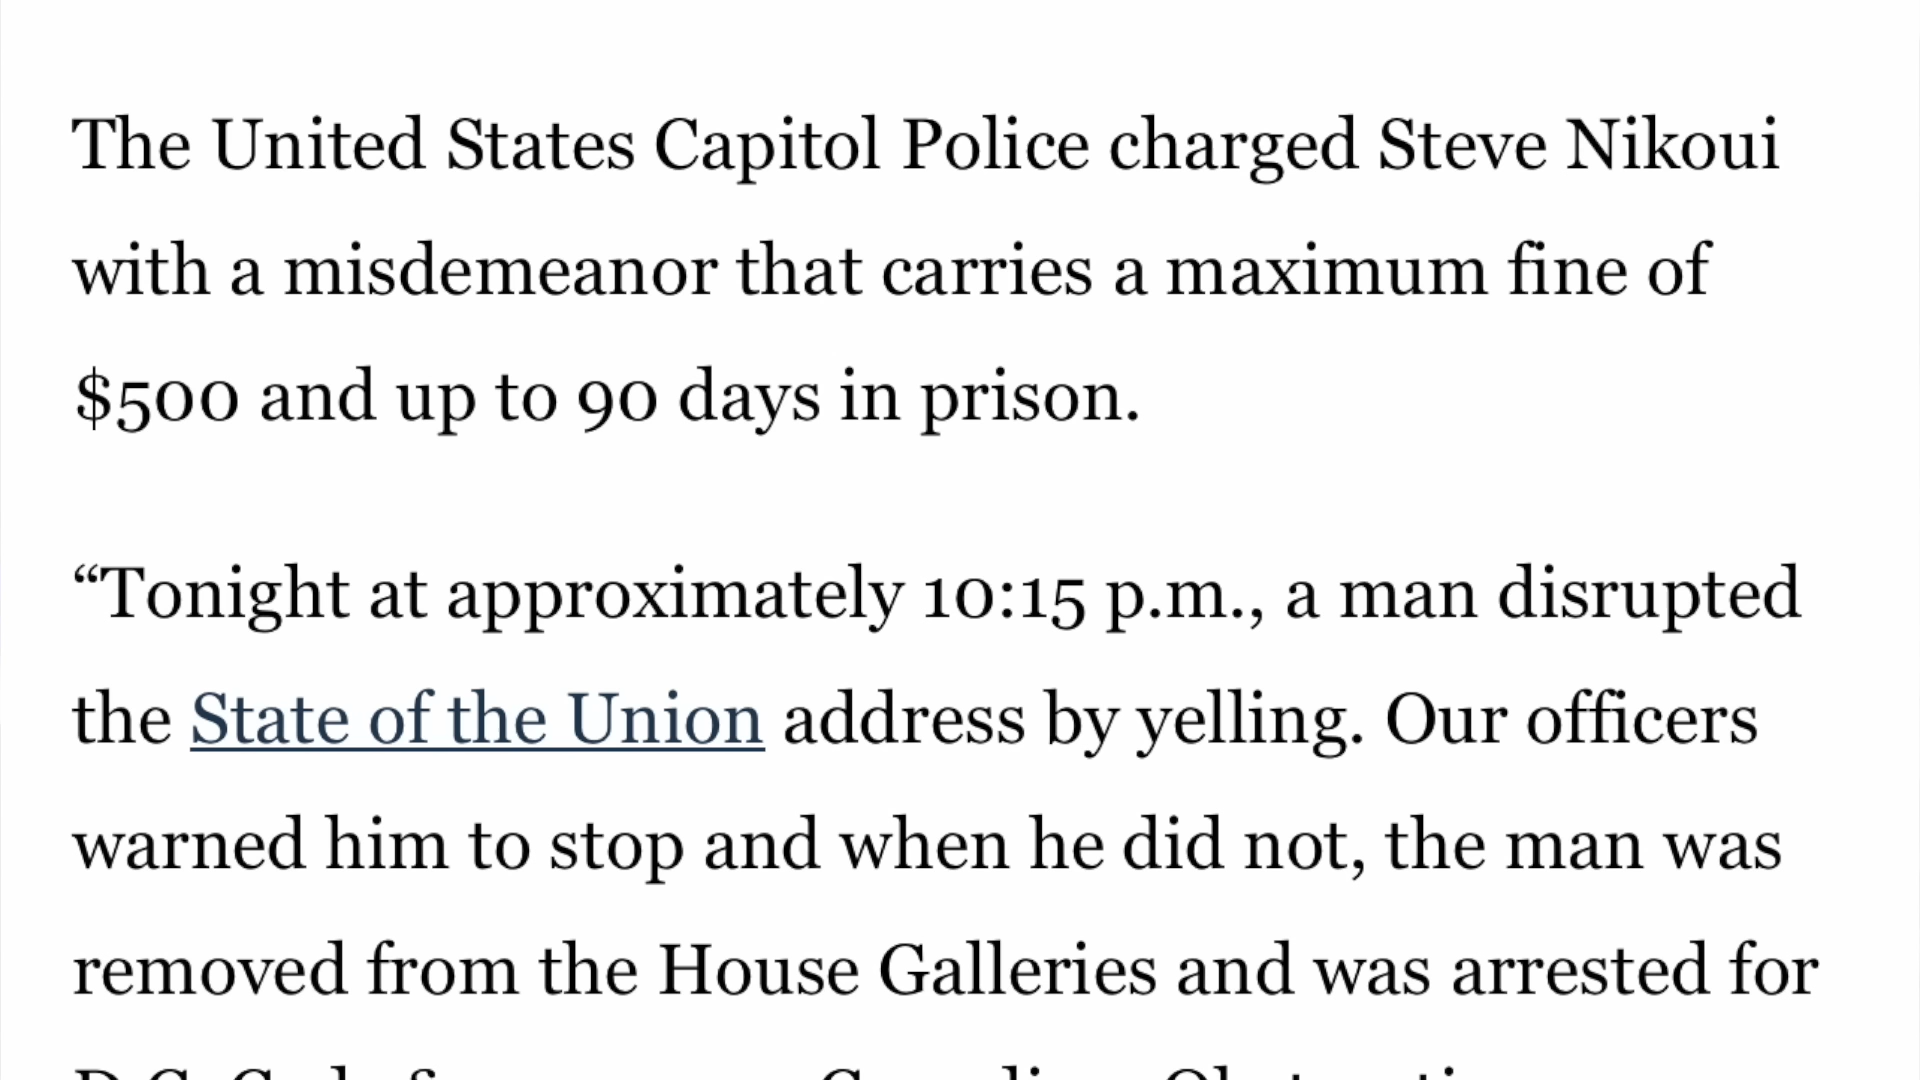 The United States Capitol Police charged Steve Nikoui
with a misdemeanor that carries a maximum fine of
$500 and up to 90 days in prison.
“Tonight at approximately 10:15 p.m., a man disrupted
the State of the Union address by yelling. Our officers
warned him to stop and when he did not, the man was
removed from the House Galleries and was arrested for